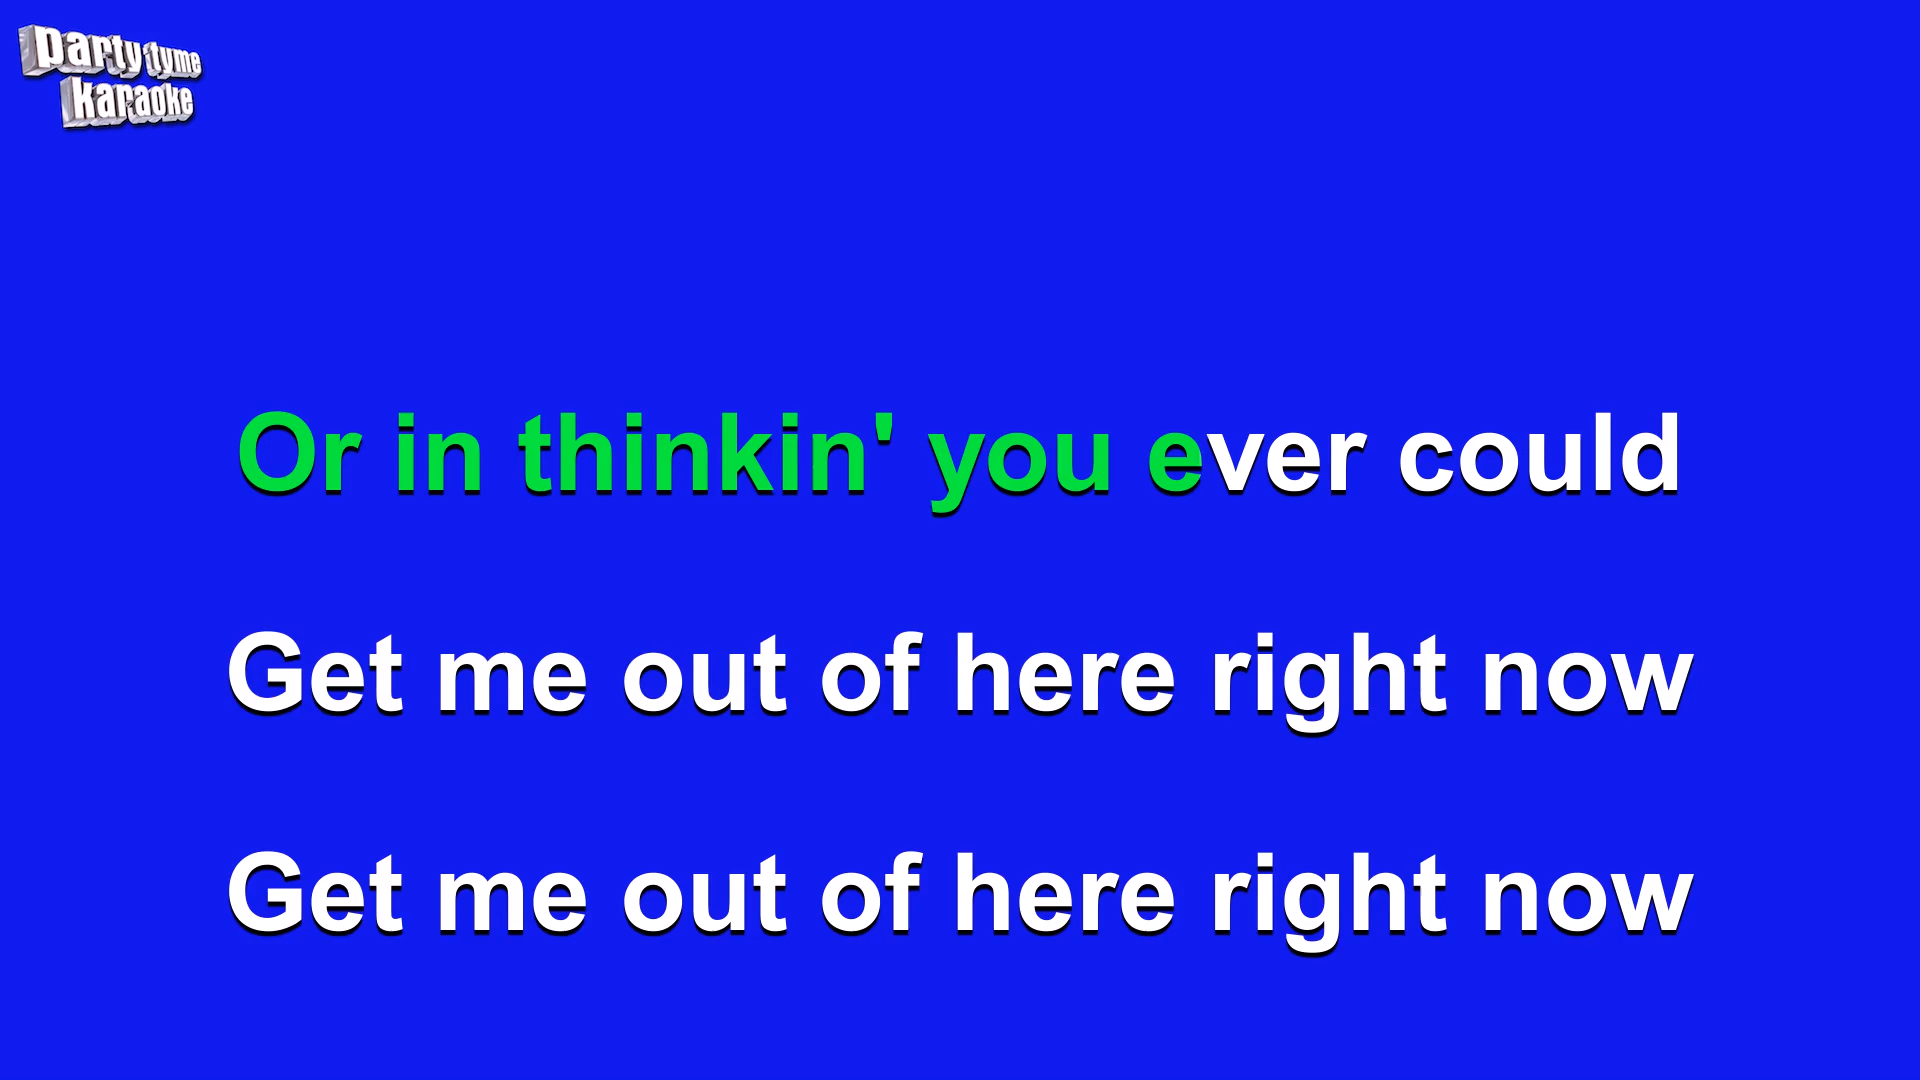 party tyme
karaoke
Or in thinkin' you ever could
Get me out of here right now
Get me out of here right now